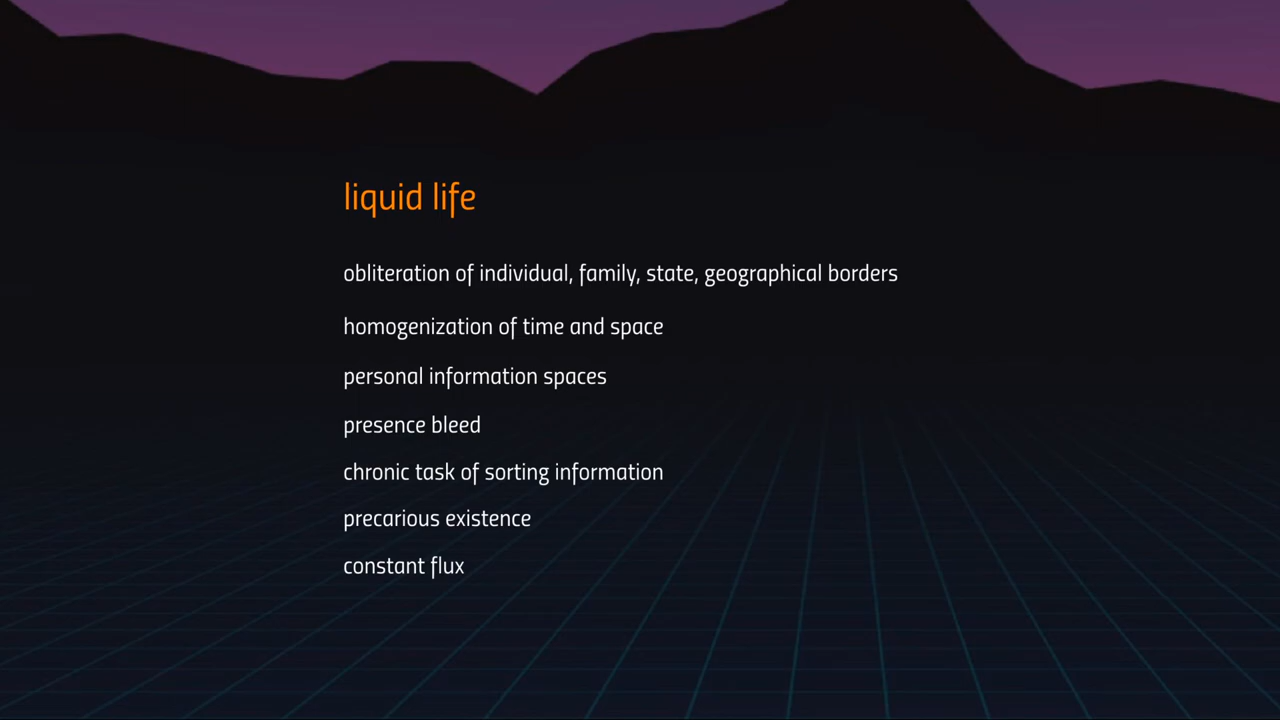 liquid life
obliteration of individual, family, state, geographical borders
homogenization of time and space
personal information spaces
presence bleed
chronic task of sorting information
precarious existence
constant flux